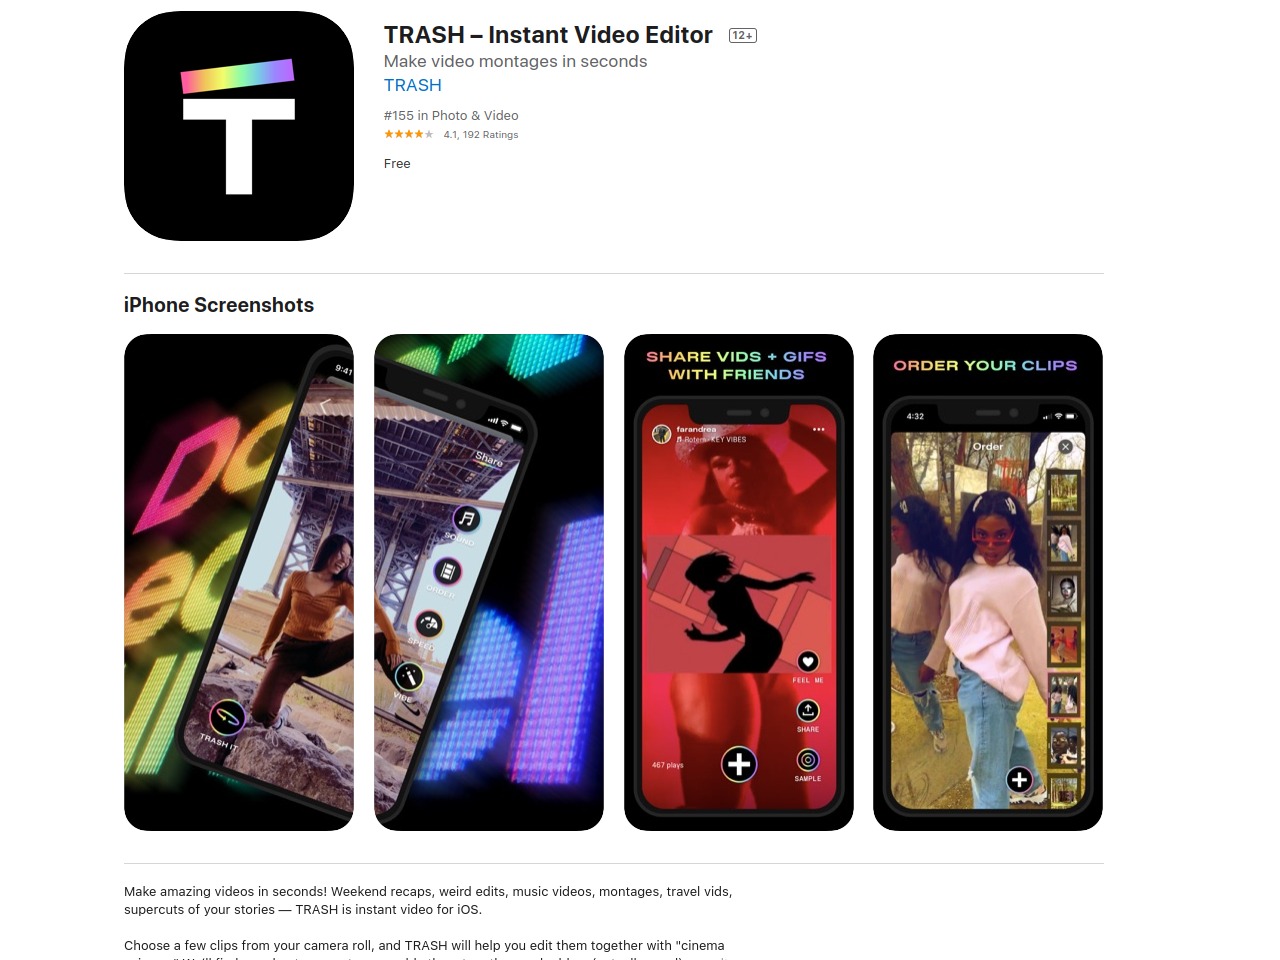 TRASH – Instant Video Editor 12+
Make video montages in seconds
TRASH
#155 in Photo & Video
4.1, 192 Ratings
Free
iPhone Screenshots
9:41
TRASH IT
Share
SOUND
ORDER
SPEED
VIBE
SHARE VIDS + GIFS
WITH FRIENDS
farandrea
Rotem - KEY VIBES
FEEL ME
SHARE
467 plays
SAMPLE
ORDER YOUR CLIPS
4:32
Order
Make amazing videos in seconds! Weekend recaps, weird edits, music videos, montages, travel vids,
supercuts of your stories — TRASH is instant video for iOS.
Choose a few clips from your camera roll, and TRASH will help you edit them together with "cinema